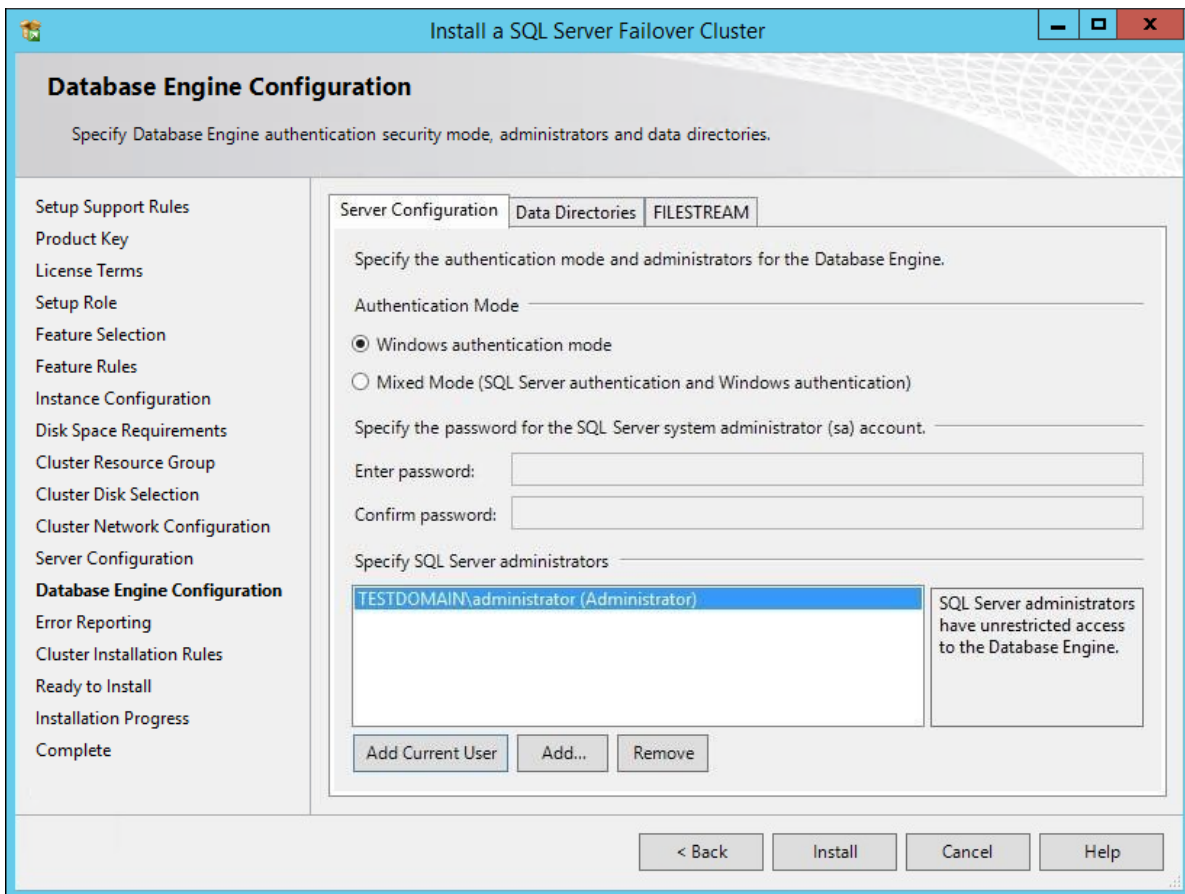 Install a SQL Server Failover Cluster
Database Engine Configuration
Specify Database Engine authentication security mode, administrators and data directories.
Setup Support Rules
Product Key
License Terms
Setup Role
Feature Selection
Feature Rules
Instance Configuration
Disk Space Requirements
Cluster Resource Group
Cluster Disk Selection
Cluster Network Configuration
Server Configuration
Database Engine Configuration
Error Reporting
Cluster Installation Rules
Ready to Install
Installation Progress
Complete
Server Configuration Data Directories FILESTREAM
Specify the authentication mode and administrators for the Database Engine.
Authentication Mode
Windows authentication mode
Mixed Mode (SQL Server authentication and Windows authentication)
Specify the password for the SQL Server system administrator (sa) account.
Enter password:
Confirm password:
Specify SQL Server administrators
TESTDOMAIN\administrator (Administrator)
SQL Server administrators
have unrestricted access
to the Database Engine.
Add Current User Add... Remove
< Back Install Cancel Help